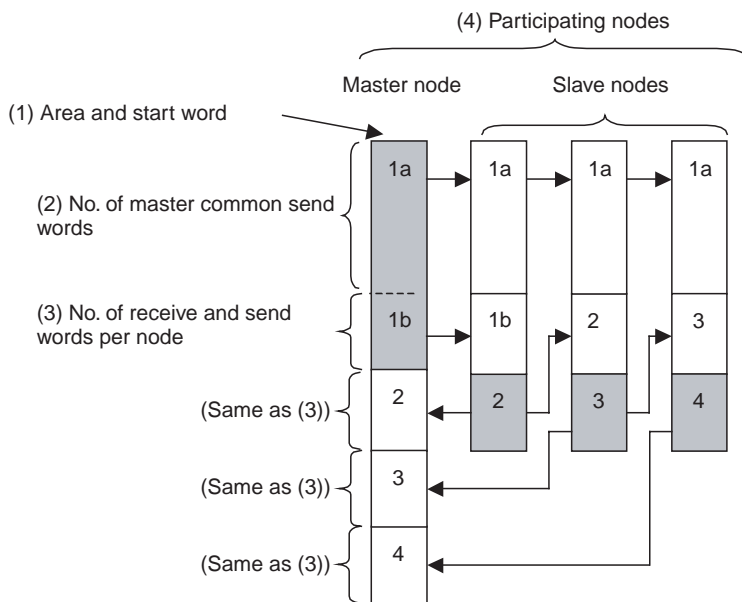 (4) Participating nodes
Master node
Slave nodes
(1) Area and start word
1a
1a
1a
1a
(2) No. of master common send
words
(3) No. of receive and send
words per node
1b
1b
2
3
(Same as (3))
2
2
3
4
(Same as (3))
3
(Same as (3))
4